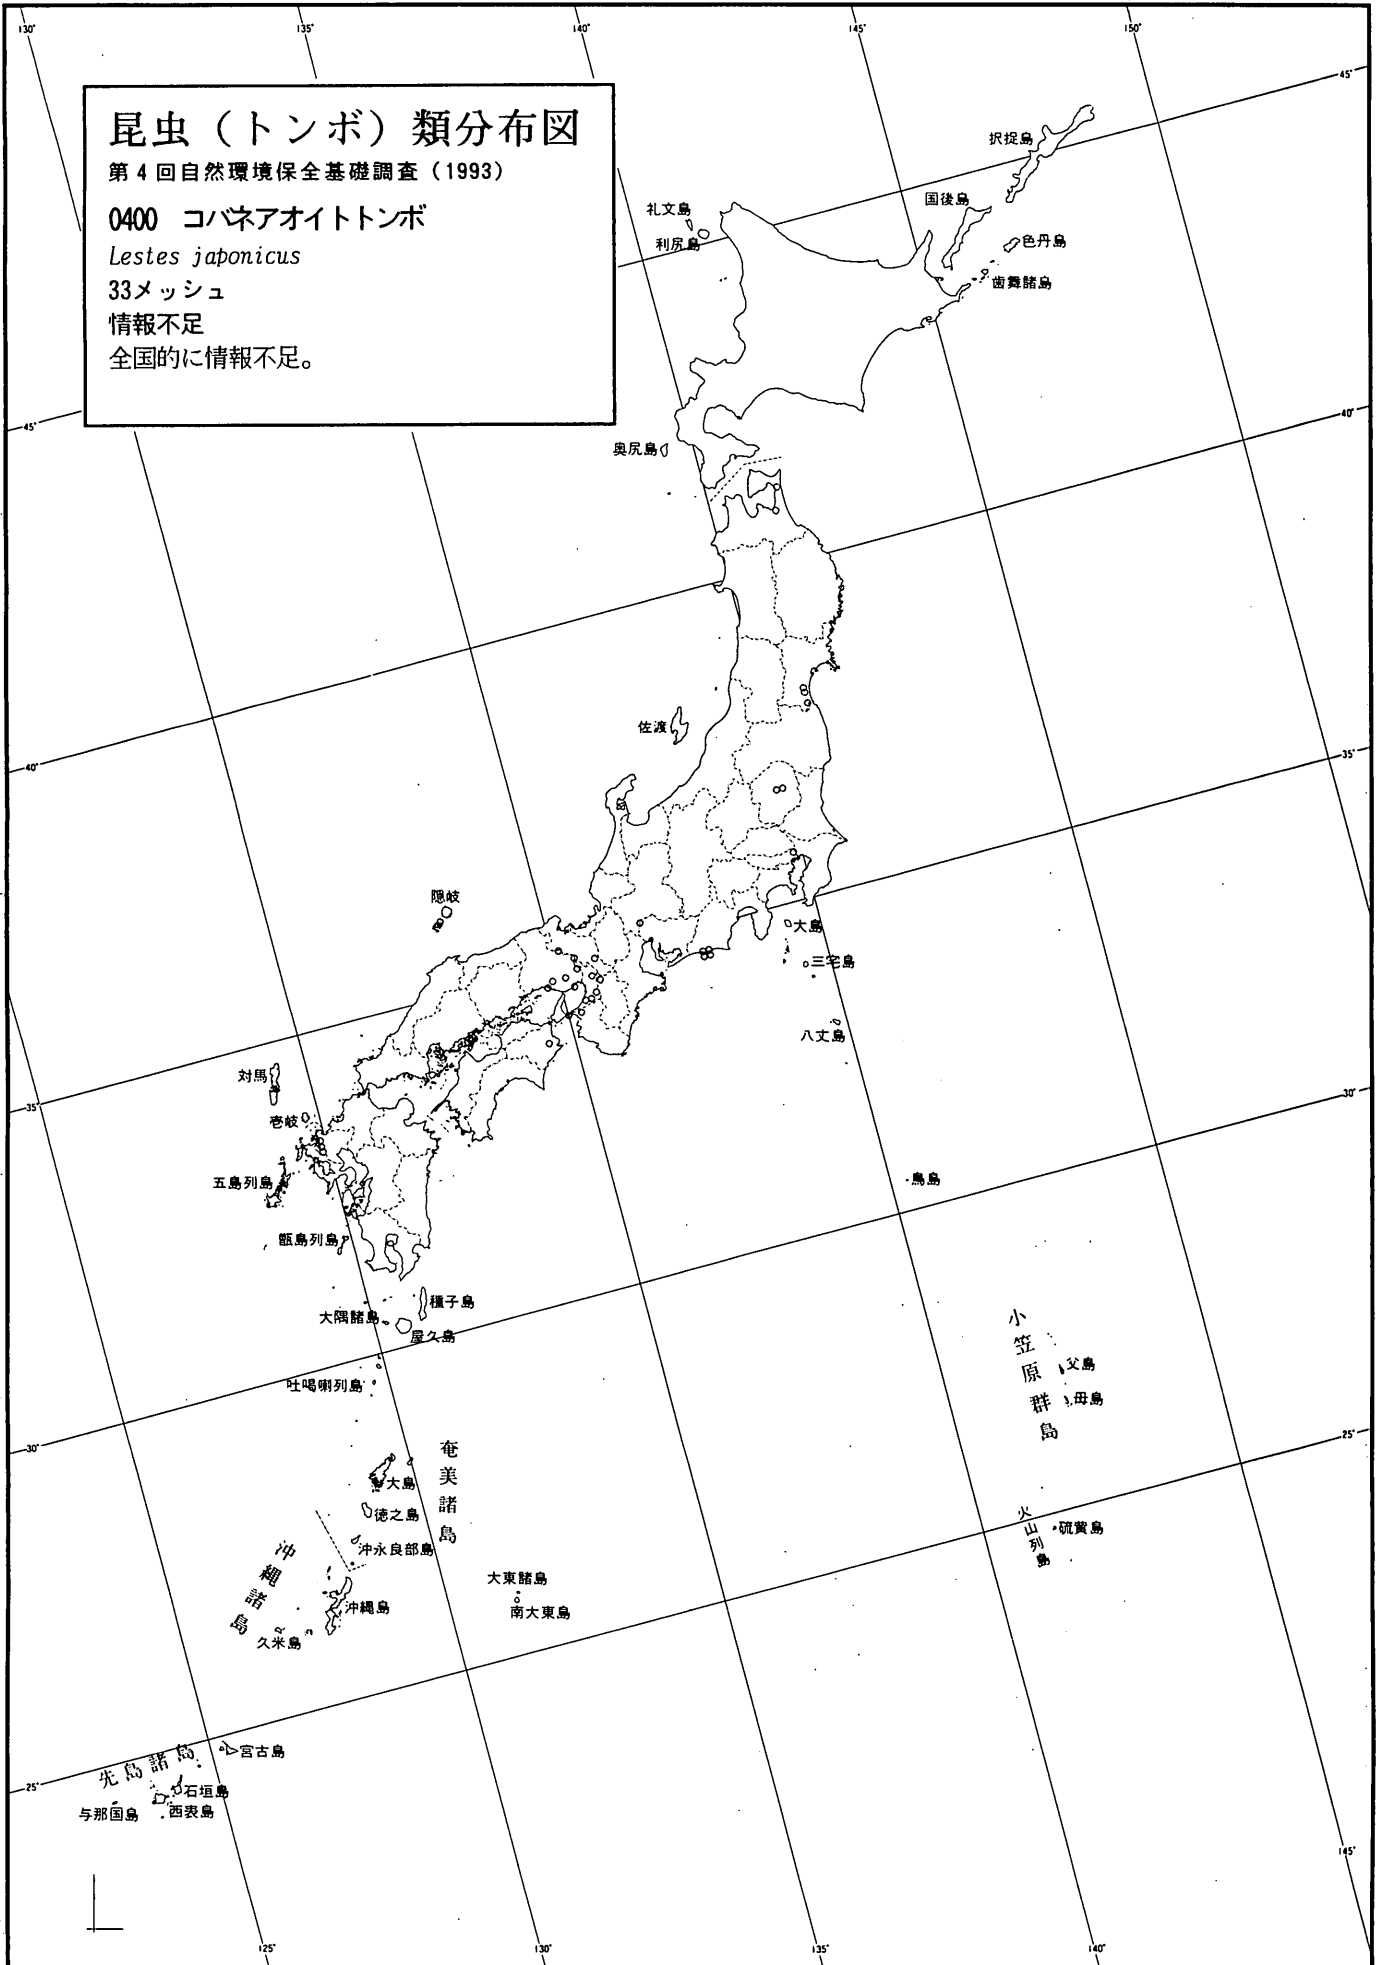 130°
135°
140°
145°
150°
昆虫（トンボ）類分布図
第4回自然環境保全基礎調査（1993）
0400 コバネアオイトトンボ
Lestes japonicus
33メッシュ
情報不足
全国的に情報不足。
45°
択捉島
国後島
礼文島
利尻島
色丹島
歯舞諸島
45°
40°
奥尻島
佐渡
40°
35°
隠岐
大島
三宅島
八丈島
対馬
35°
壱岐
30°
五島列島
鳥島
甑島列島
種子島
大隅諸島
屋久島
小笠原群島
父島
吐喝喇列島
母島
30°
25°
奄美諸島
大島
徳之島
火山列島
硫黄島
沖永良部島
沖縄諸島
大東諸島
沖縄島
南大東島
久米島
先島諸島
宮古島
25°
石垣島
与那国島
西表島
145°
125°
130°
135°
140°